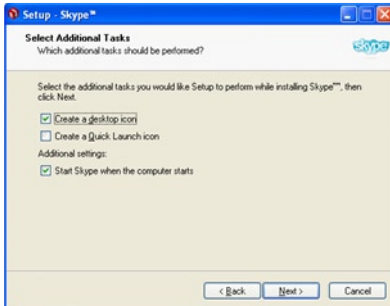 Setup - Skype™
Select Additional Tasks
Which additional tasks should be performed?
skype
Select the additional tasks you would like Setup to perform while installing Skype™, then
click Next.
Create a desktop icon
Create a Quick Launch icon
Additional settings:
Start Skype when the computer starts
< Back Next > Cancel